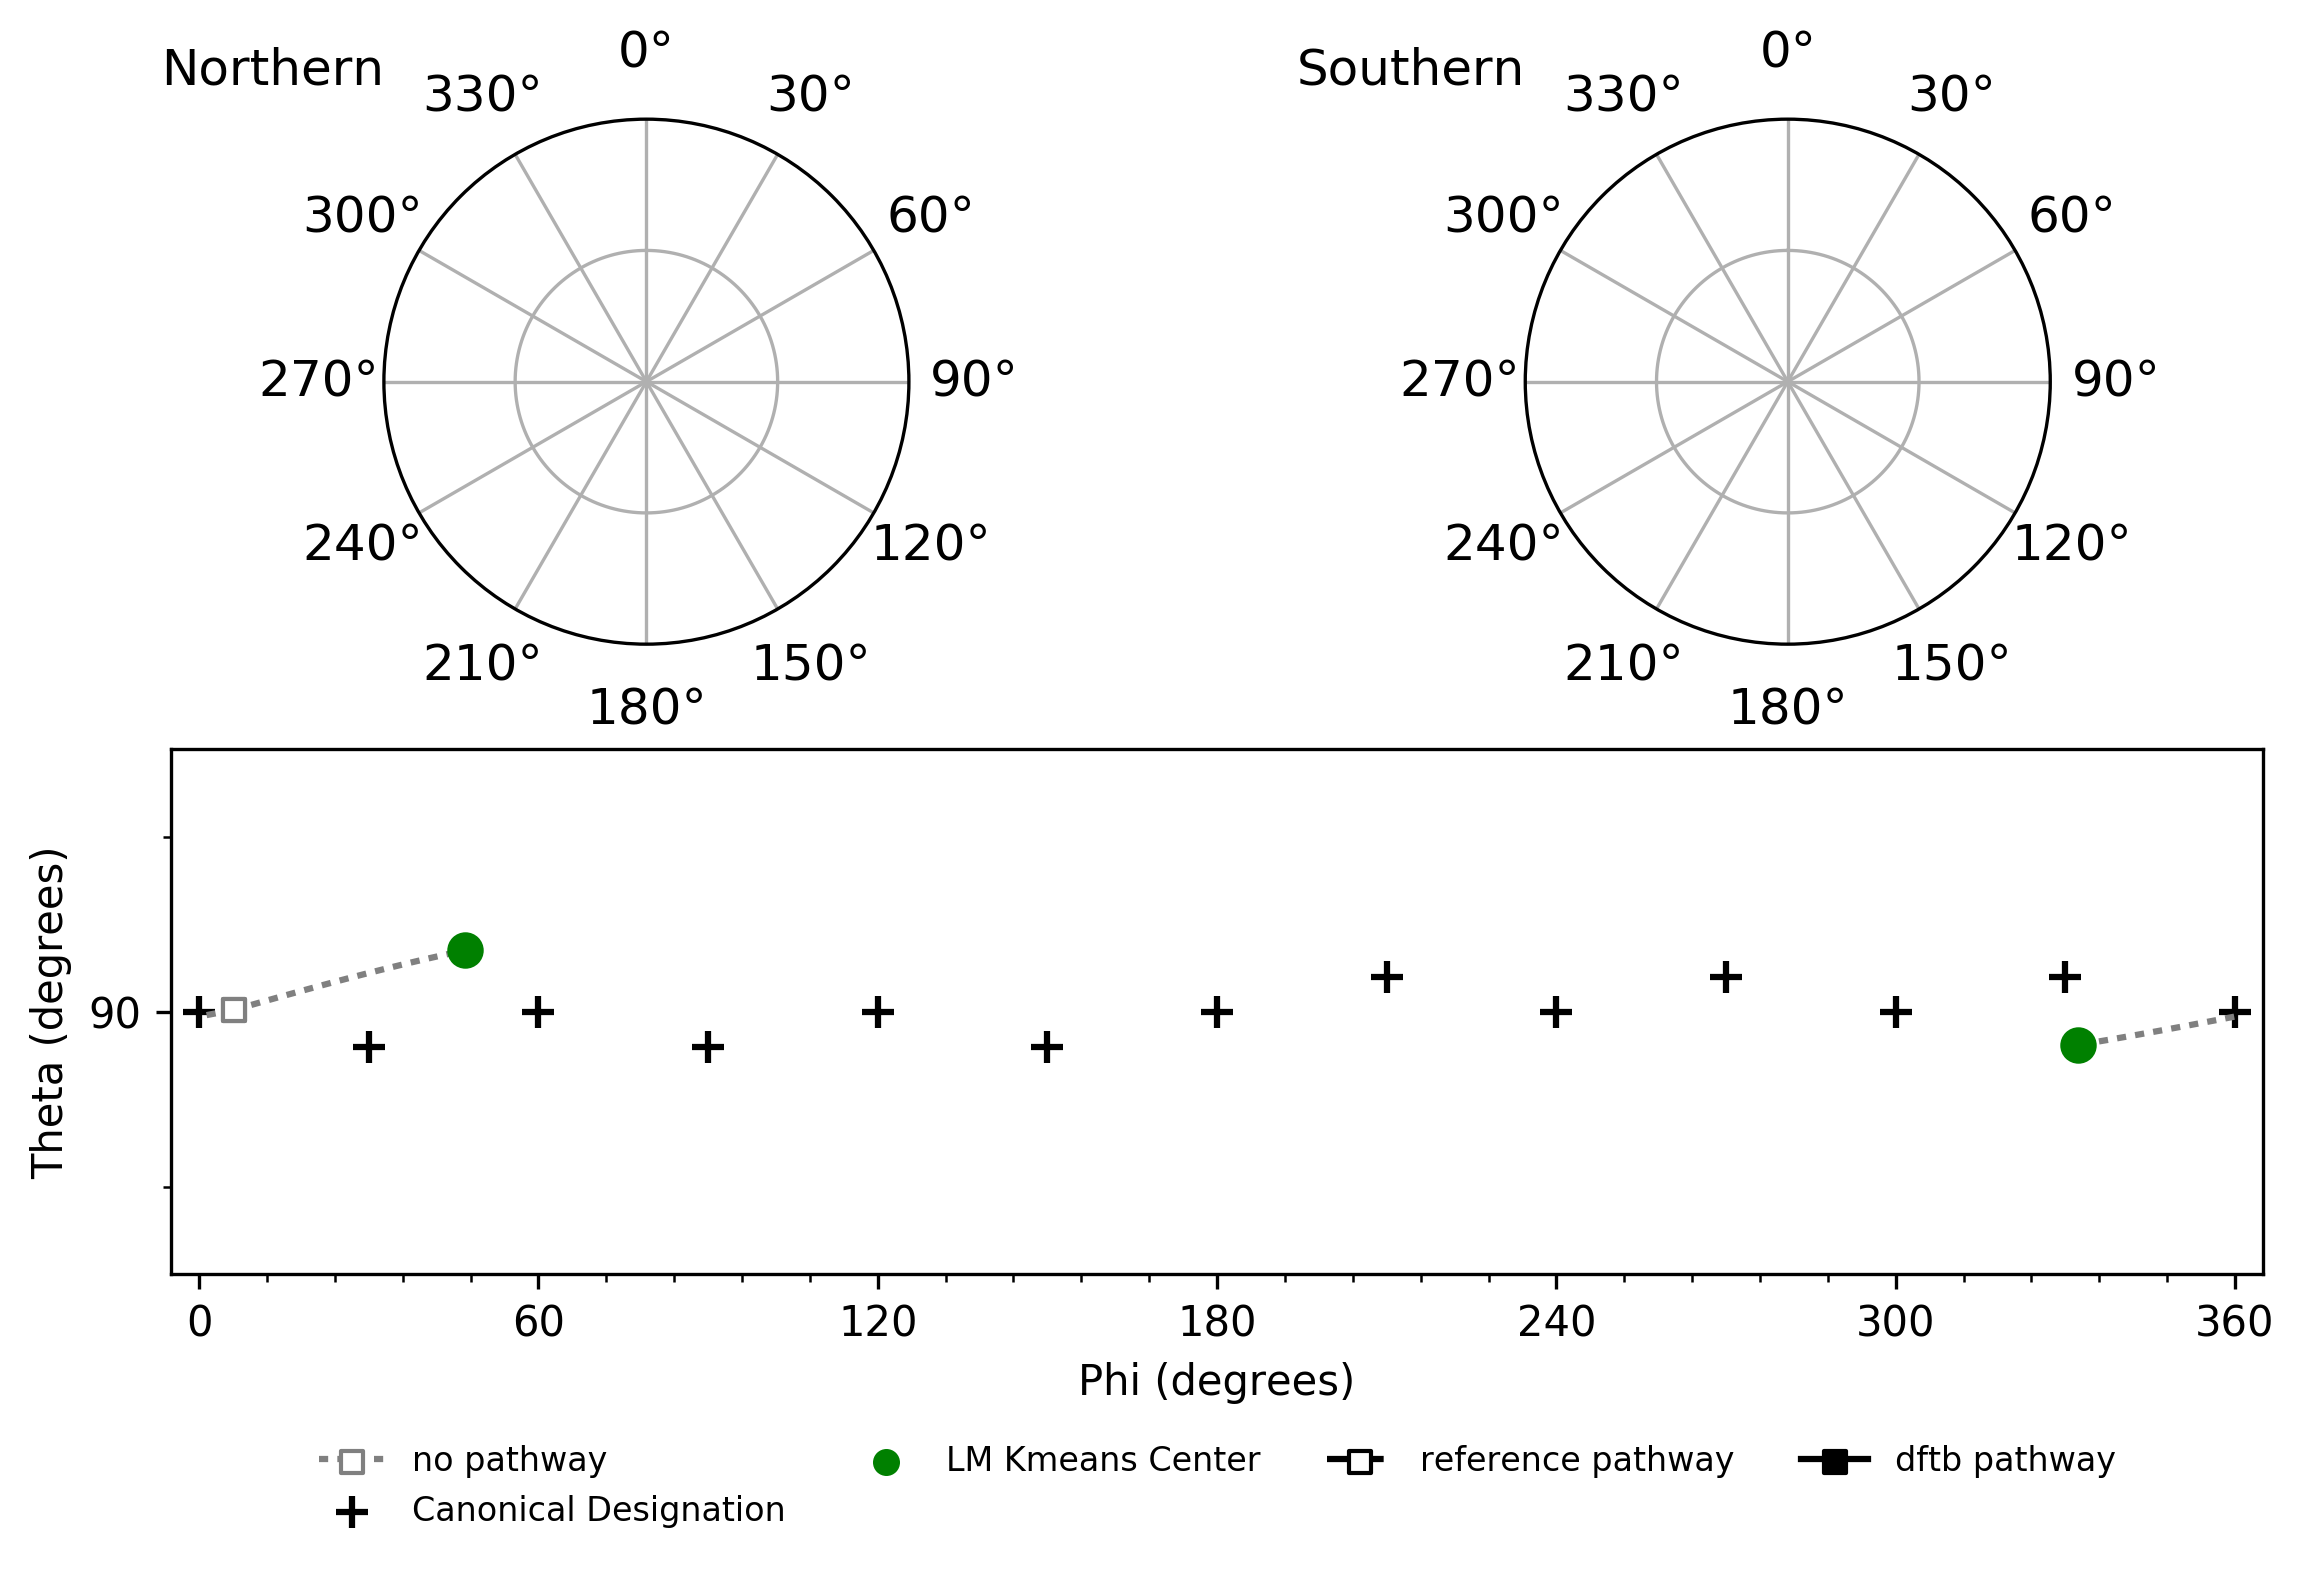 Northern
0°
30°
60°
90°
120°
150°
180°
210°
240°
270°
300°
330°
Southern
0°
30°
60°
90°
120°
150°
180°
210°
240°
270°
300°
330°
Theta (degrees)
90
0 60 120 180 240 300 360
Phi (degrees)
no pathway
Canonical Designation
LM Kmeans Center
reference pathway
dftb pathway